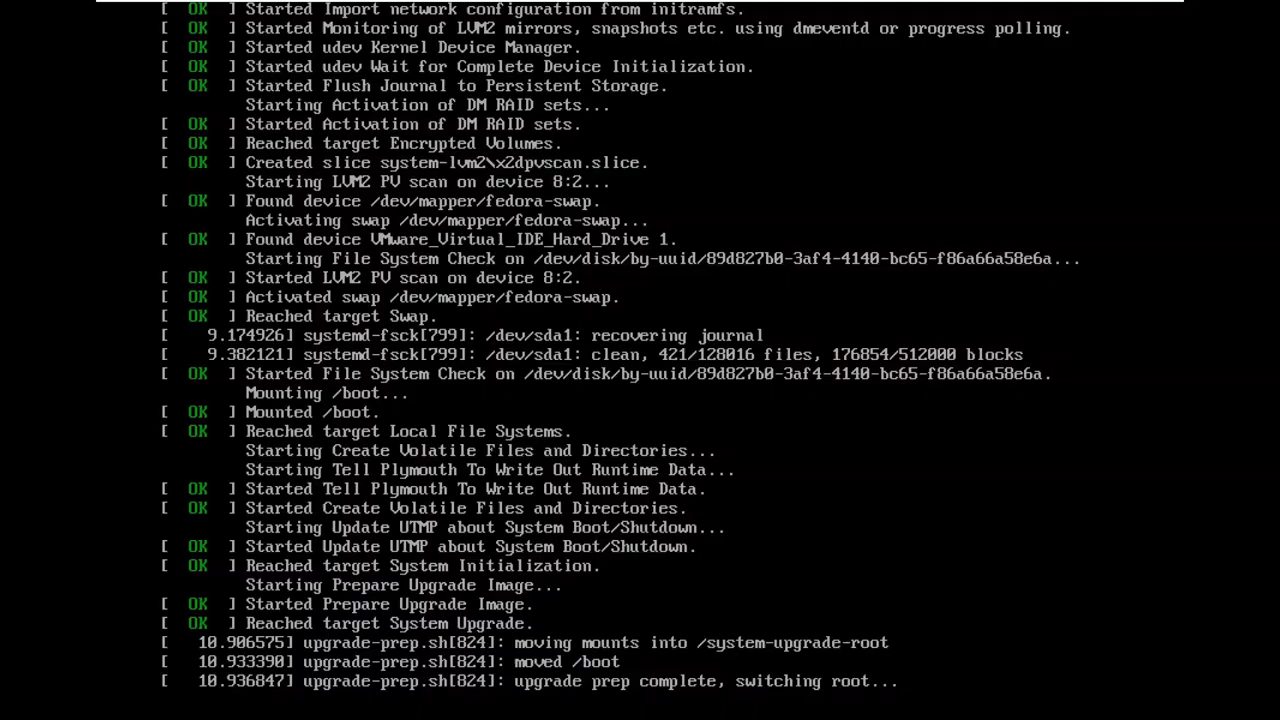 [  OK  ] Started Import network configuration from initramfs.
[  OK  ] Started Monitoring of LVM2 mirrors, snapshots etc. using dmeventd or progress polling.
[  OK  ] Started udev Kernel Device Manager.
[  OK  ] Started udev Wait for Complete Device Initialization.
[  OK  ] Started Flush Journal to Persistent Storage.
Starting Activation of DM RAID sets...
[  OK  ] Started Activation of DM RAID sets.
[  OK  ] Reached target Encrypted Volumes.
[  OK  ] Created slice system-lvm2\x2dpvscan.slice.
Starting LVM2 PV scan on device 8:2...
[  OK  ] Found device /dev/mapper/fedora-swap.
Activating swap /dev/mapper/fedora-swap...
[  OK  ] Found device VMware_Virtual_IDE_Hard_Drive 1.
Starting File System Check on /dev/disk/by-uuid/89d827b0-3af4-4140-bc65-f86a66a58e6a...
[  OK  ] Started LVM2 PV scan on device 8:2.
[  OK  ] Activated swap /dev/mapper/fedora-swap.
[  OK  ] Reached target Swap.
[    9.174926] systemd-fsck[799]: /dev/sda1: recovering journal
[    9.382121] systemd-fsck[799]: /dev/sda1: clean, 421/128016 files, 176854/512000 blocks
[  OK  ] Started File System Check on /dev/disk/by-uuid/89d827b0-3af4-4140-bc65-f86a66a58e6a.
Mounting /boot...
[  OK  ] Mounted /boot.
[  OK  ] Reached target Local File Systems.
Starting Create Volatile Files and Directories...
Starting Tell Plymouth To Write Out Runtime Data...
[  OK  ] Started Tell Plymouth To Write Out Runtime Data.
[  OK  ] Started Create Volatile Files and Directories.
Starting Update UTMP about System Boot/Shutdown...
[  OK  ] Started Update UTMP about System Boot/Shutdown.
[  OK  ] Reached target System Initialization.
Starting Prepare Upgrade Image...
[  OK  ] Started Prepare Upgrade Image.
[  OK  ] Reached target System Upgrade.
[   10.906575] upgrade-prep.sh[824]: moving mounts into /system-upgrade-root
[   10.933390] upgrade-prep.sh[824]: moved /boot
[   10.936847] upgrade-prep.sh[824]: upgrade prep complete, switching root...